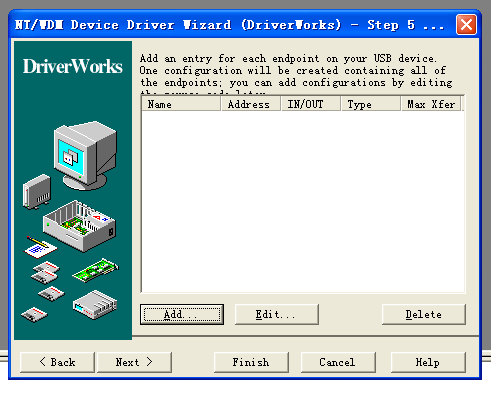 NT/WDM Device Driver Wizard (DriverWorks) - Step 5 ...
DriverWorks
Add an entry for each endpoint on your USB device.
One configuration will be created containing all of
the endpoints; you can add configurations by editing
Name Address IN/OUT Type Max Xfer
Add... Edit... Delete
< Back Next > Finish Cancel Help